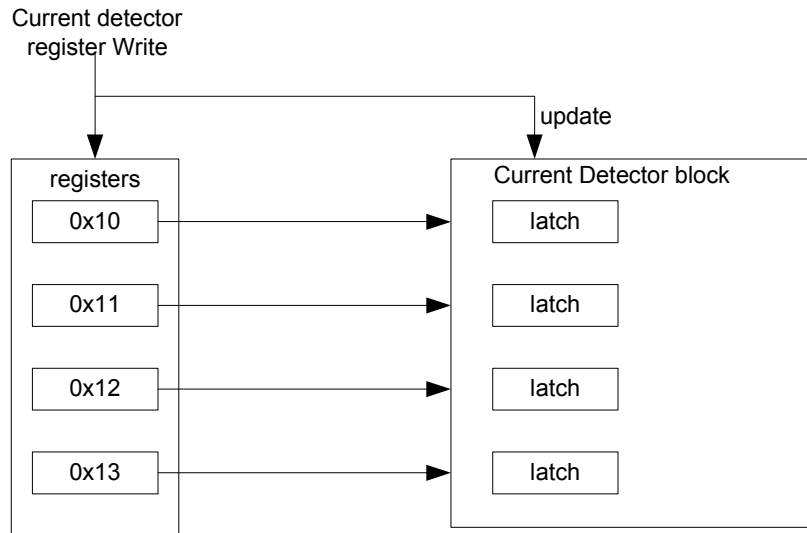 Current detector
register Write
update
registers
Current Detector block
0x10
latch
0x11
latch
0x12
latch
0x13
latch